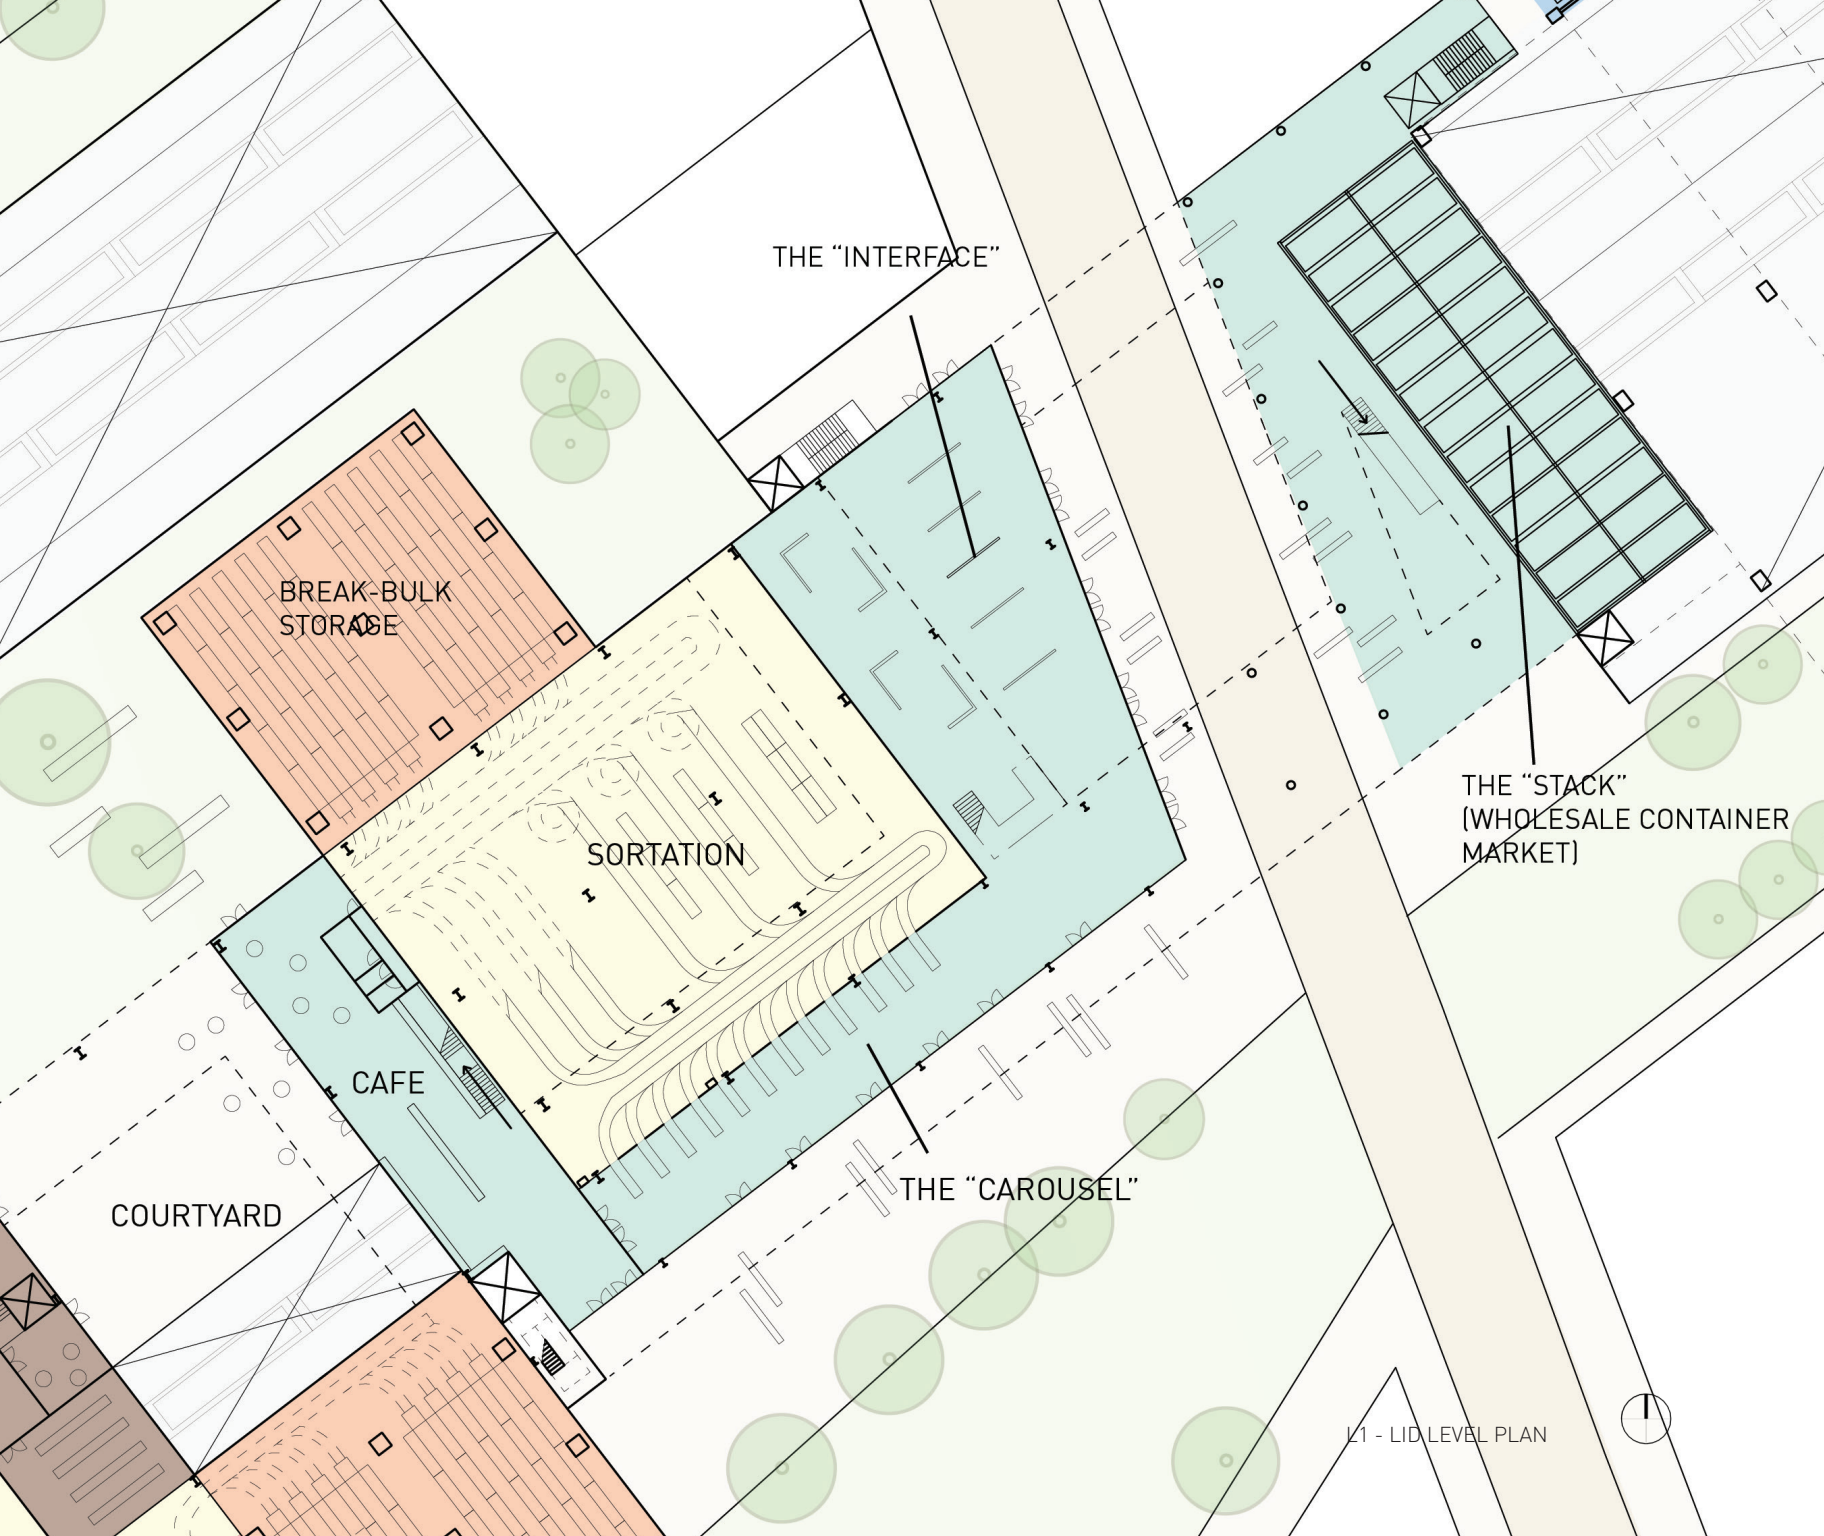 THE “INTERFACE”
BREAK-BULK
STORAGE
THE “STACK”
(WHOLESALE CONTAINER
MARKET)
SORTATION
CAFE
THE “CAROUSEL”
COURTYARD
L1 - LID LEVEL PLAN